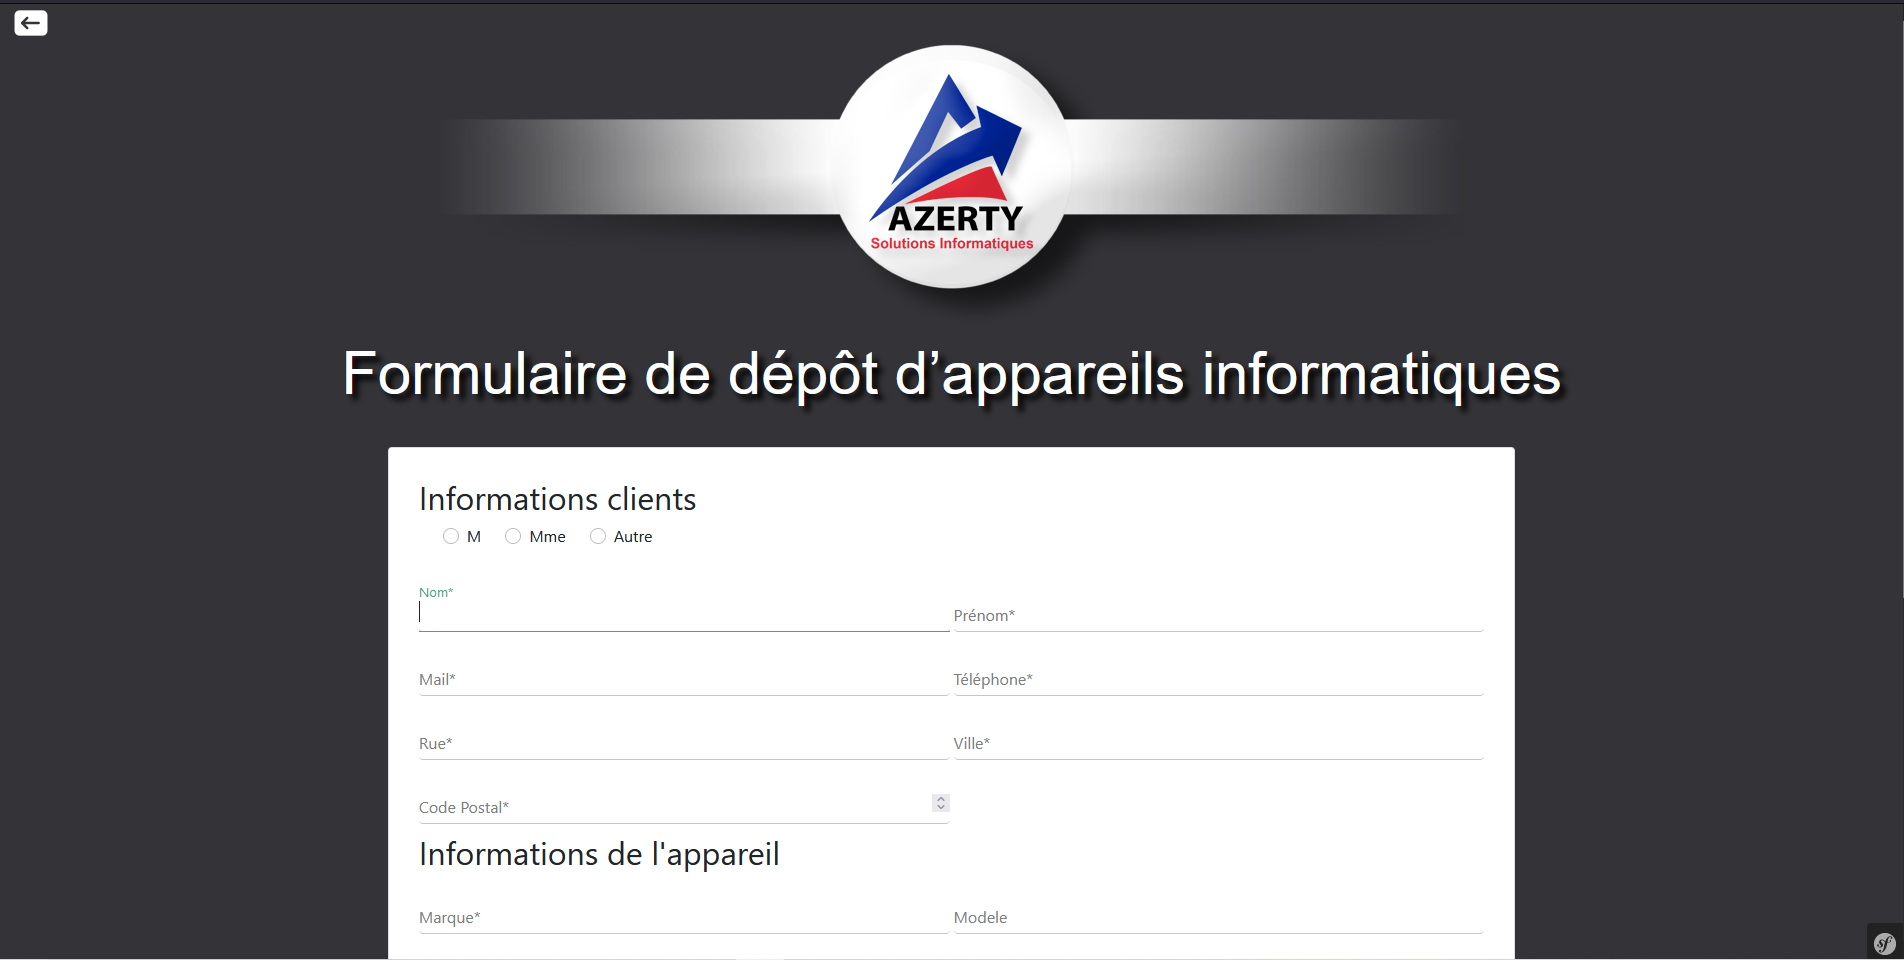 AZERTY
Solutions Informatiques
Formulaire de dépôt d’appareils informatiques
Informations clients
M Mme Autre
Nom*
Prénom*
Mail* Téléphone*
Rue* Ville*
Code Postal*
Informations de l'appareil
Marque* Modele
sf